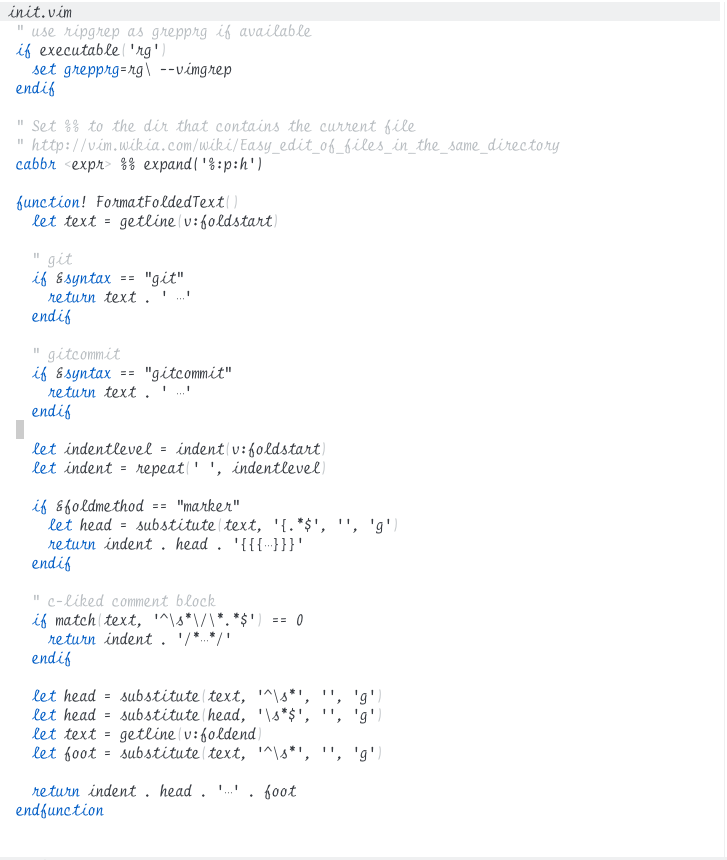 init.vim
" use ripgrep as grepprg if available
if executable('rg')
  set grepprg=rg\ --vimgrep
endif

" Set %% to the dir that contains the current file
" http://vim.wikia.com/wiki/Easy_edit_of_files_in_the_same_directory
cabbr <expr> %% expand('%:p:h')

function! FormatFoldedText()
  let text = getline(v:foldstart)

  " git
  if &syntax == "git"
    return text . ' …'
  endif

  " gitcommit
  if &syntax == "gitcommit"
    return text . ' …'
  endif

  let indentlevel = indent(v:foldstart)
  let indent = repeat(' ', indentlevel)

  if &foldmethod == "marker"
    let head = substitute(text, '{.*$', '', 'g')
    return indent . head . '{{{…}}}'
  endif

  " c-liked comment block
  if match(text, '^\s*\/\*.*$') == 0
    return indent . '/*…*/'
  endif

  let head = substitute(text, '^\s*', '', 'g')
  let head = substitute(head, '\s*$', '', 'g')
  let text = getline(v:foldend)
  let foot = substitute(text, '^\s*', '', 'g')

  return indent . head . '…' . foot
endfunction